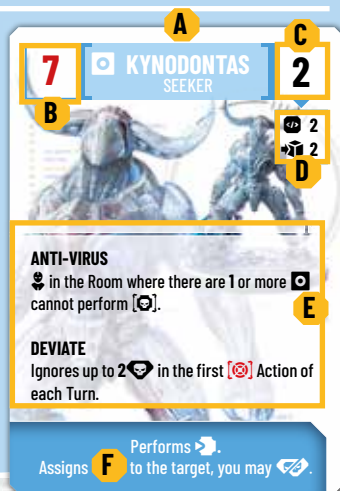 A
C
7
KYNODONTAS
2
SEEKER
B
</> 2
2
D
ANTI-VIRUS
in the Room where there are 1 or more
cannot perform [ ].
E
DEVIATE
Ignores up to 2 in the first [ ] Action of
each Turn.
Performs .
Assigns F to the target, you may .